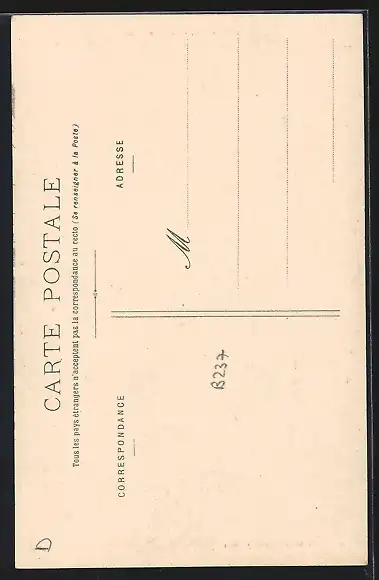 CARTE POSTALE
Tous les pays étrangers n'acceptent pas la correspondance au recto (Se renseigner à la Poste)
CORRESPONDANCE
ADRESSE
M
B237
D